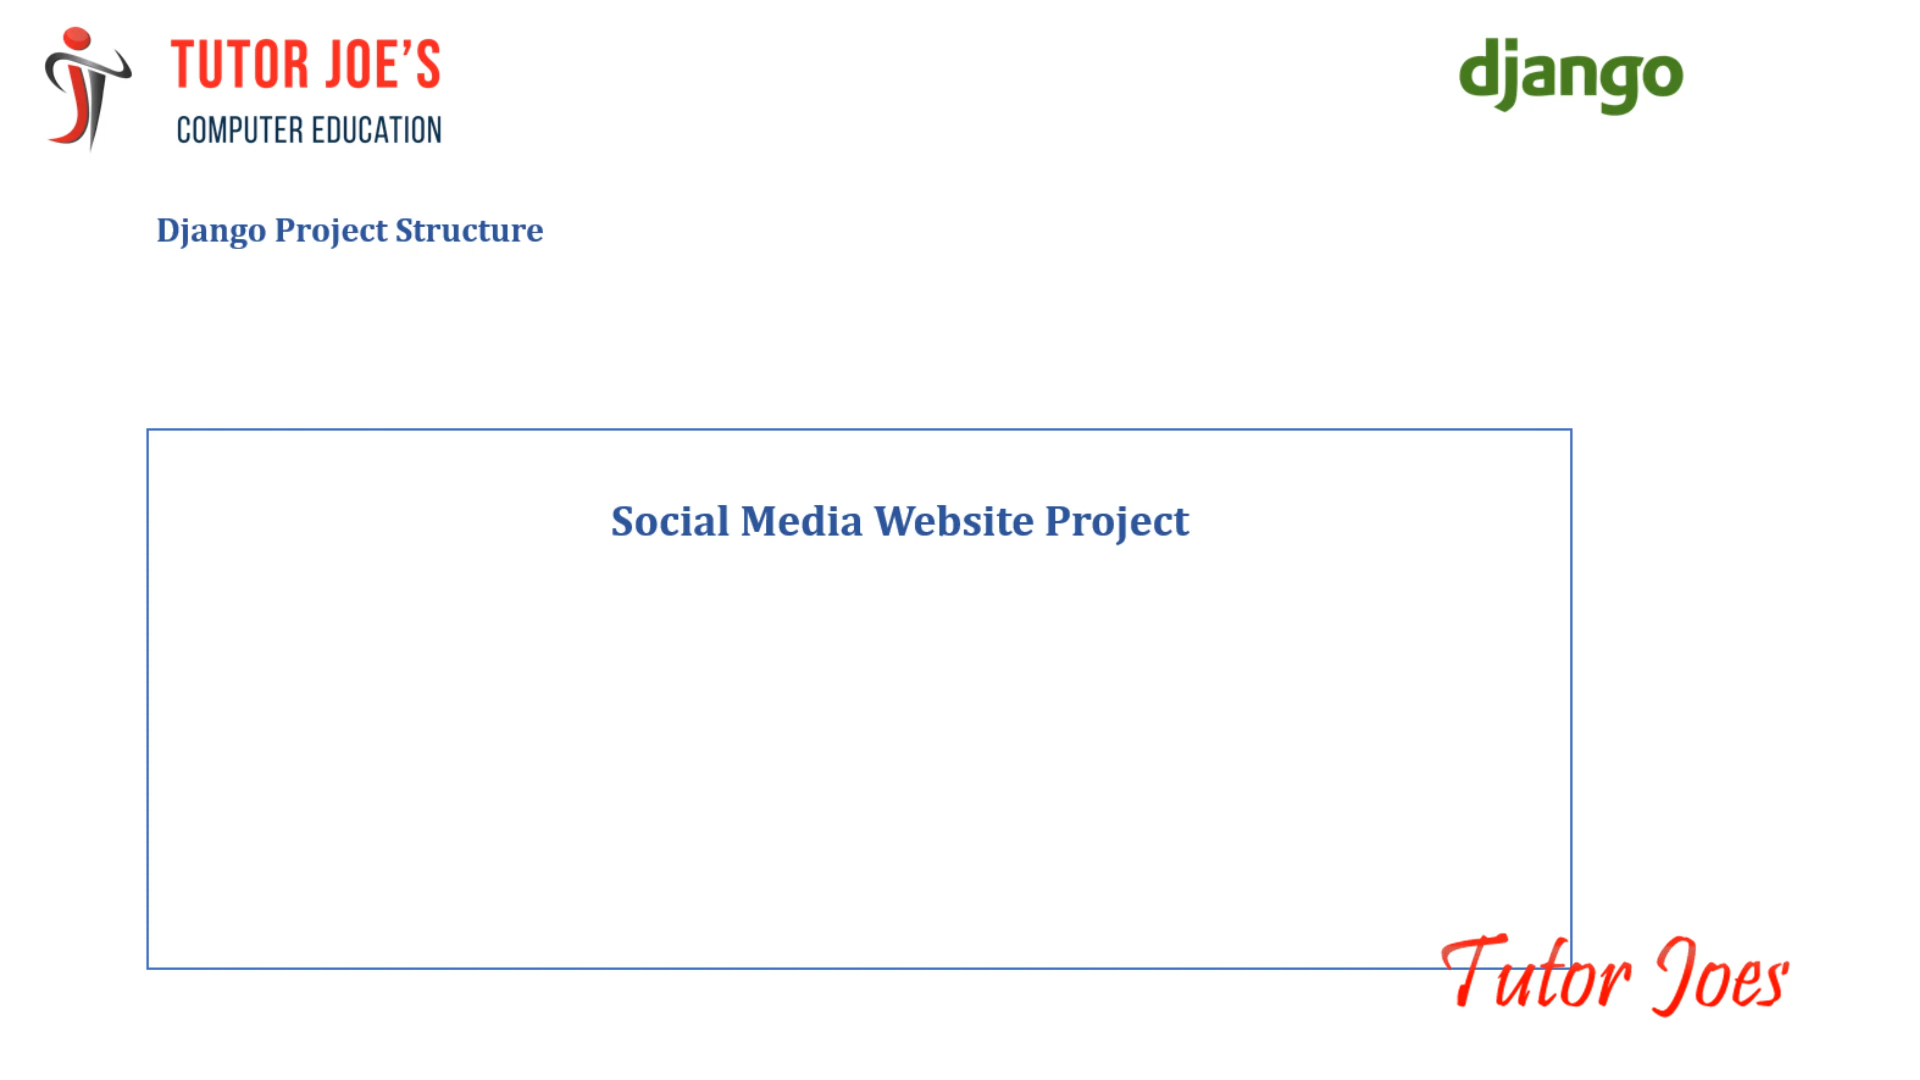 TUTOR JOE'S
COMPUTER EDUCATION
django
Django Project Structure
Social Media Website Project
Tutor Joes